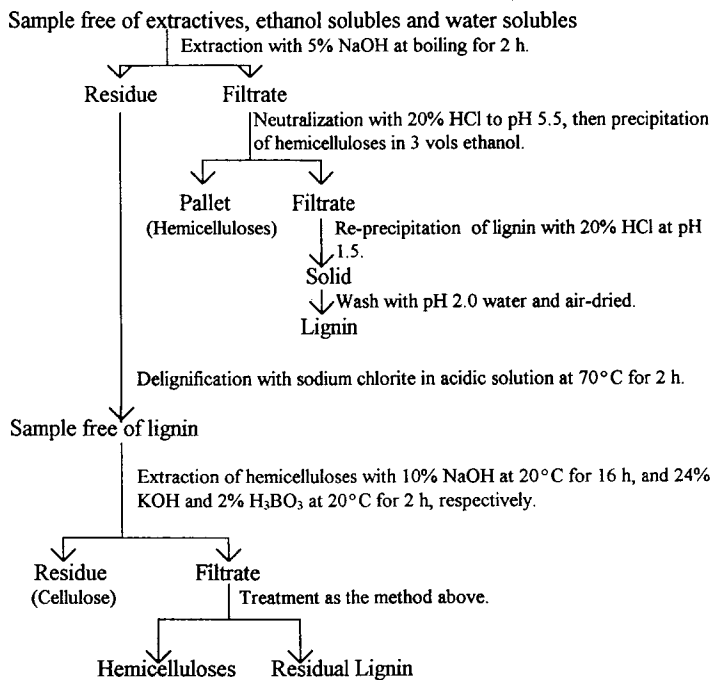 Sample free of extractives, ethanol solubles and water solubles
Extraction with 5% NaOH at boiling for 2 h.
Residue Filtrate
Neutralization with 20% HCl to pH 5.5, then precipitation
of hemicelluloses in 3 vols ethanol.
Pallet Filtrate
(Hemicelluloses)
Re-precipitation of lignin with 20% HCl at pH
1.5.
Solid
Wash with pH 2.0 water and air-dried.
Lignin
Delignification with sodium chlorite in acidic solution at 70°C for 2 h.
Sample free of lignin
Extraction of hemicelluloses with 10% NaOH at 20°C for 16 h, and 24%
KOH and 2% H₃BO₃ at 20°C for 2 h, respectively.
Residue Filtrate
(Cellulose)
Treatment as the method above.
Hemicelluloses Residual Lignin